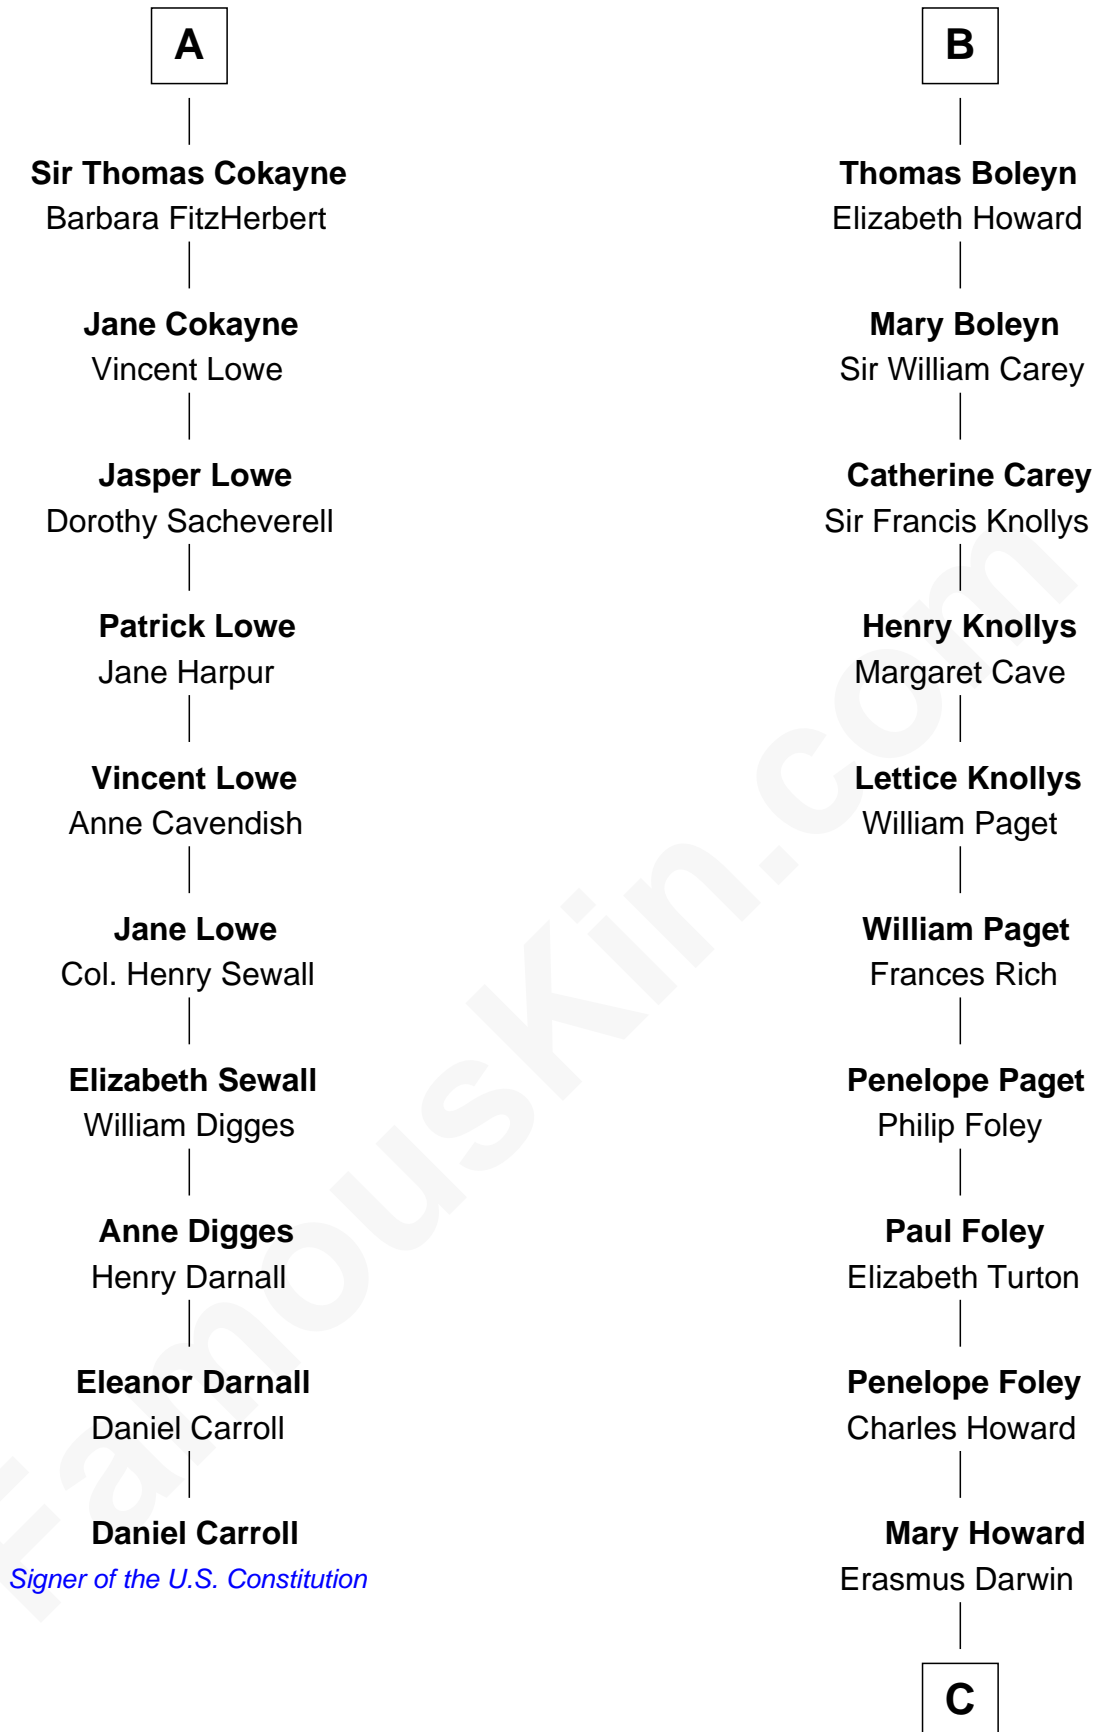 A
Sir Thomas Cokayne
Barbara FitzHerbert
Jane Cokayne
Vincent Lowe
Jasper Lowe
Dorothy Sacheverell
Patrick Lowe
Jane Harpur
Vincent Lowe
Anne Cavendish
Jane Lowe
Col. Henry Sewall
Elizabeth Sewall
William Digges
Anne Digges
Henry Darnall
Eleanor Darnall
Daniel Carroll
Daniel Carroll
Signer of the U.S. Constitution
B
Thomas Boleyn
Elizabeth Howard
Mary Boleyn
Sir William Carey
Catherine Carey
Sir Francis Knollys
Henry Knollys
Margaret Cave
Lettice Knollys
William Paget
William Paget
Frances Rich
Penelope Paget
Philip Foley
Paul Foley
Elizabeth Turton
Penelope Foley
Charles Howard
Mary Howard
Erasmus Darwin
C
FamousKin.com